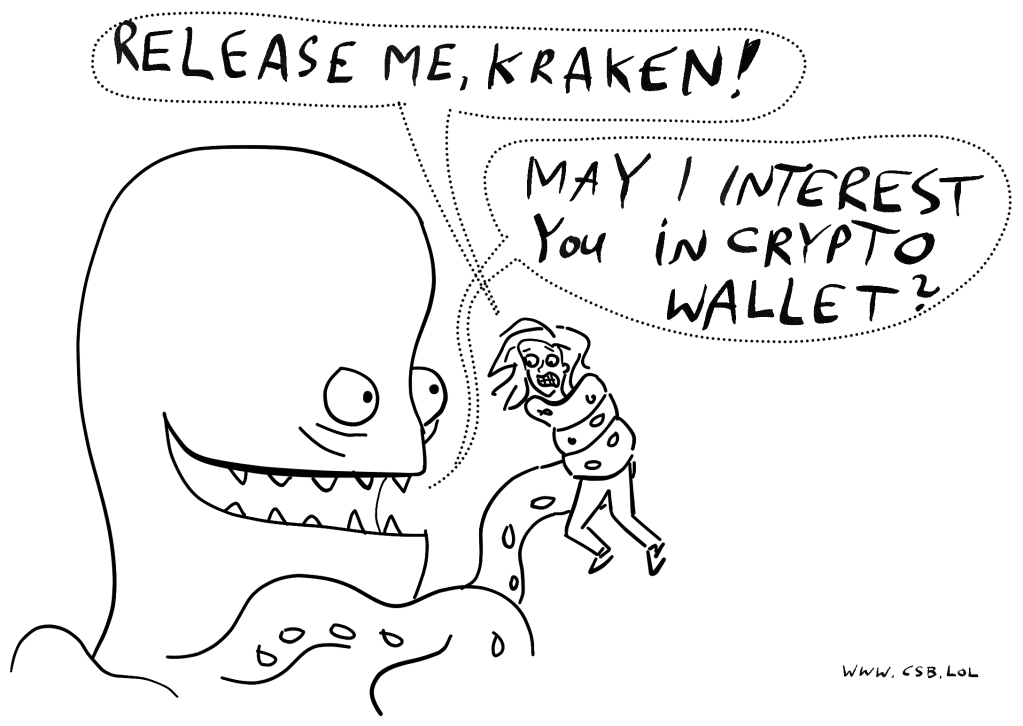 RELEASE ME, KRAKEN!
MAY I INTEREST
YOU IN CRYPTO
WALLET?
WWW.CSB.LOL